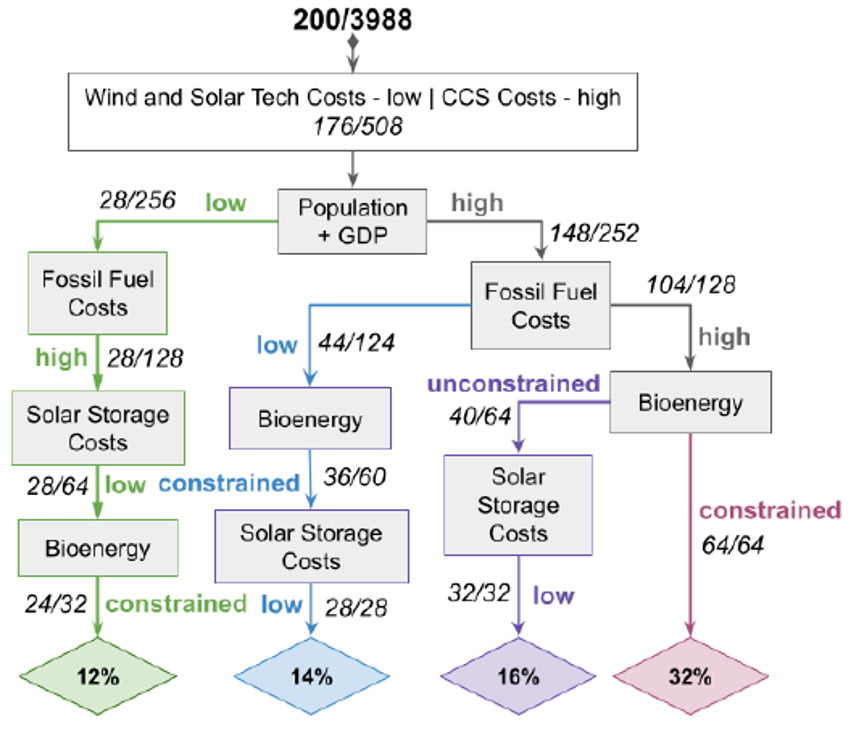 200/3988
Wind and Solar Tech Costs - low | CCS Costs - high
176/508
28/256
low
Population
+ GDP
high
148/252
Fossil Fuel
Costs
Fossil Fuel
Costs
104/128
high
28/128
low
44/124
high
unconstrained
40/64
Bioenergy
Solar Storage
Costs
Bioenergy
28/64
low
constrained
36/60
Solar
Storage
Costs
constrained
64/64
Bioenergy
Solar Storage
Costs
24/32
constrained
low
28/28
32/32
low
12%
14%
16%
32%